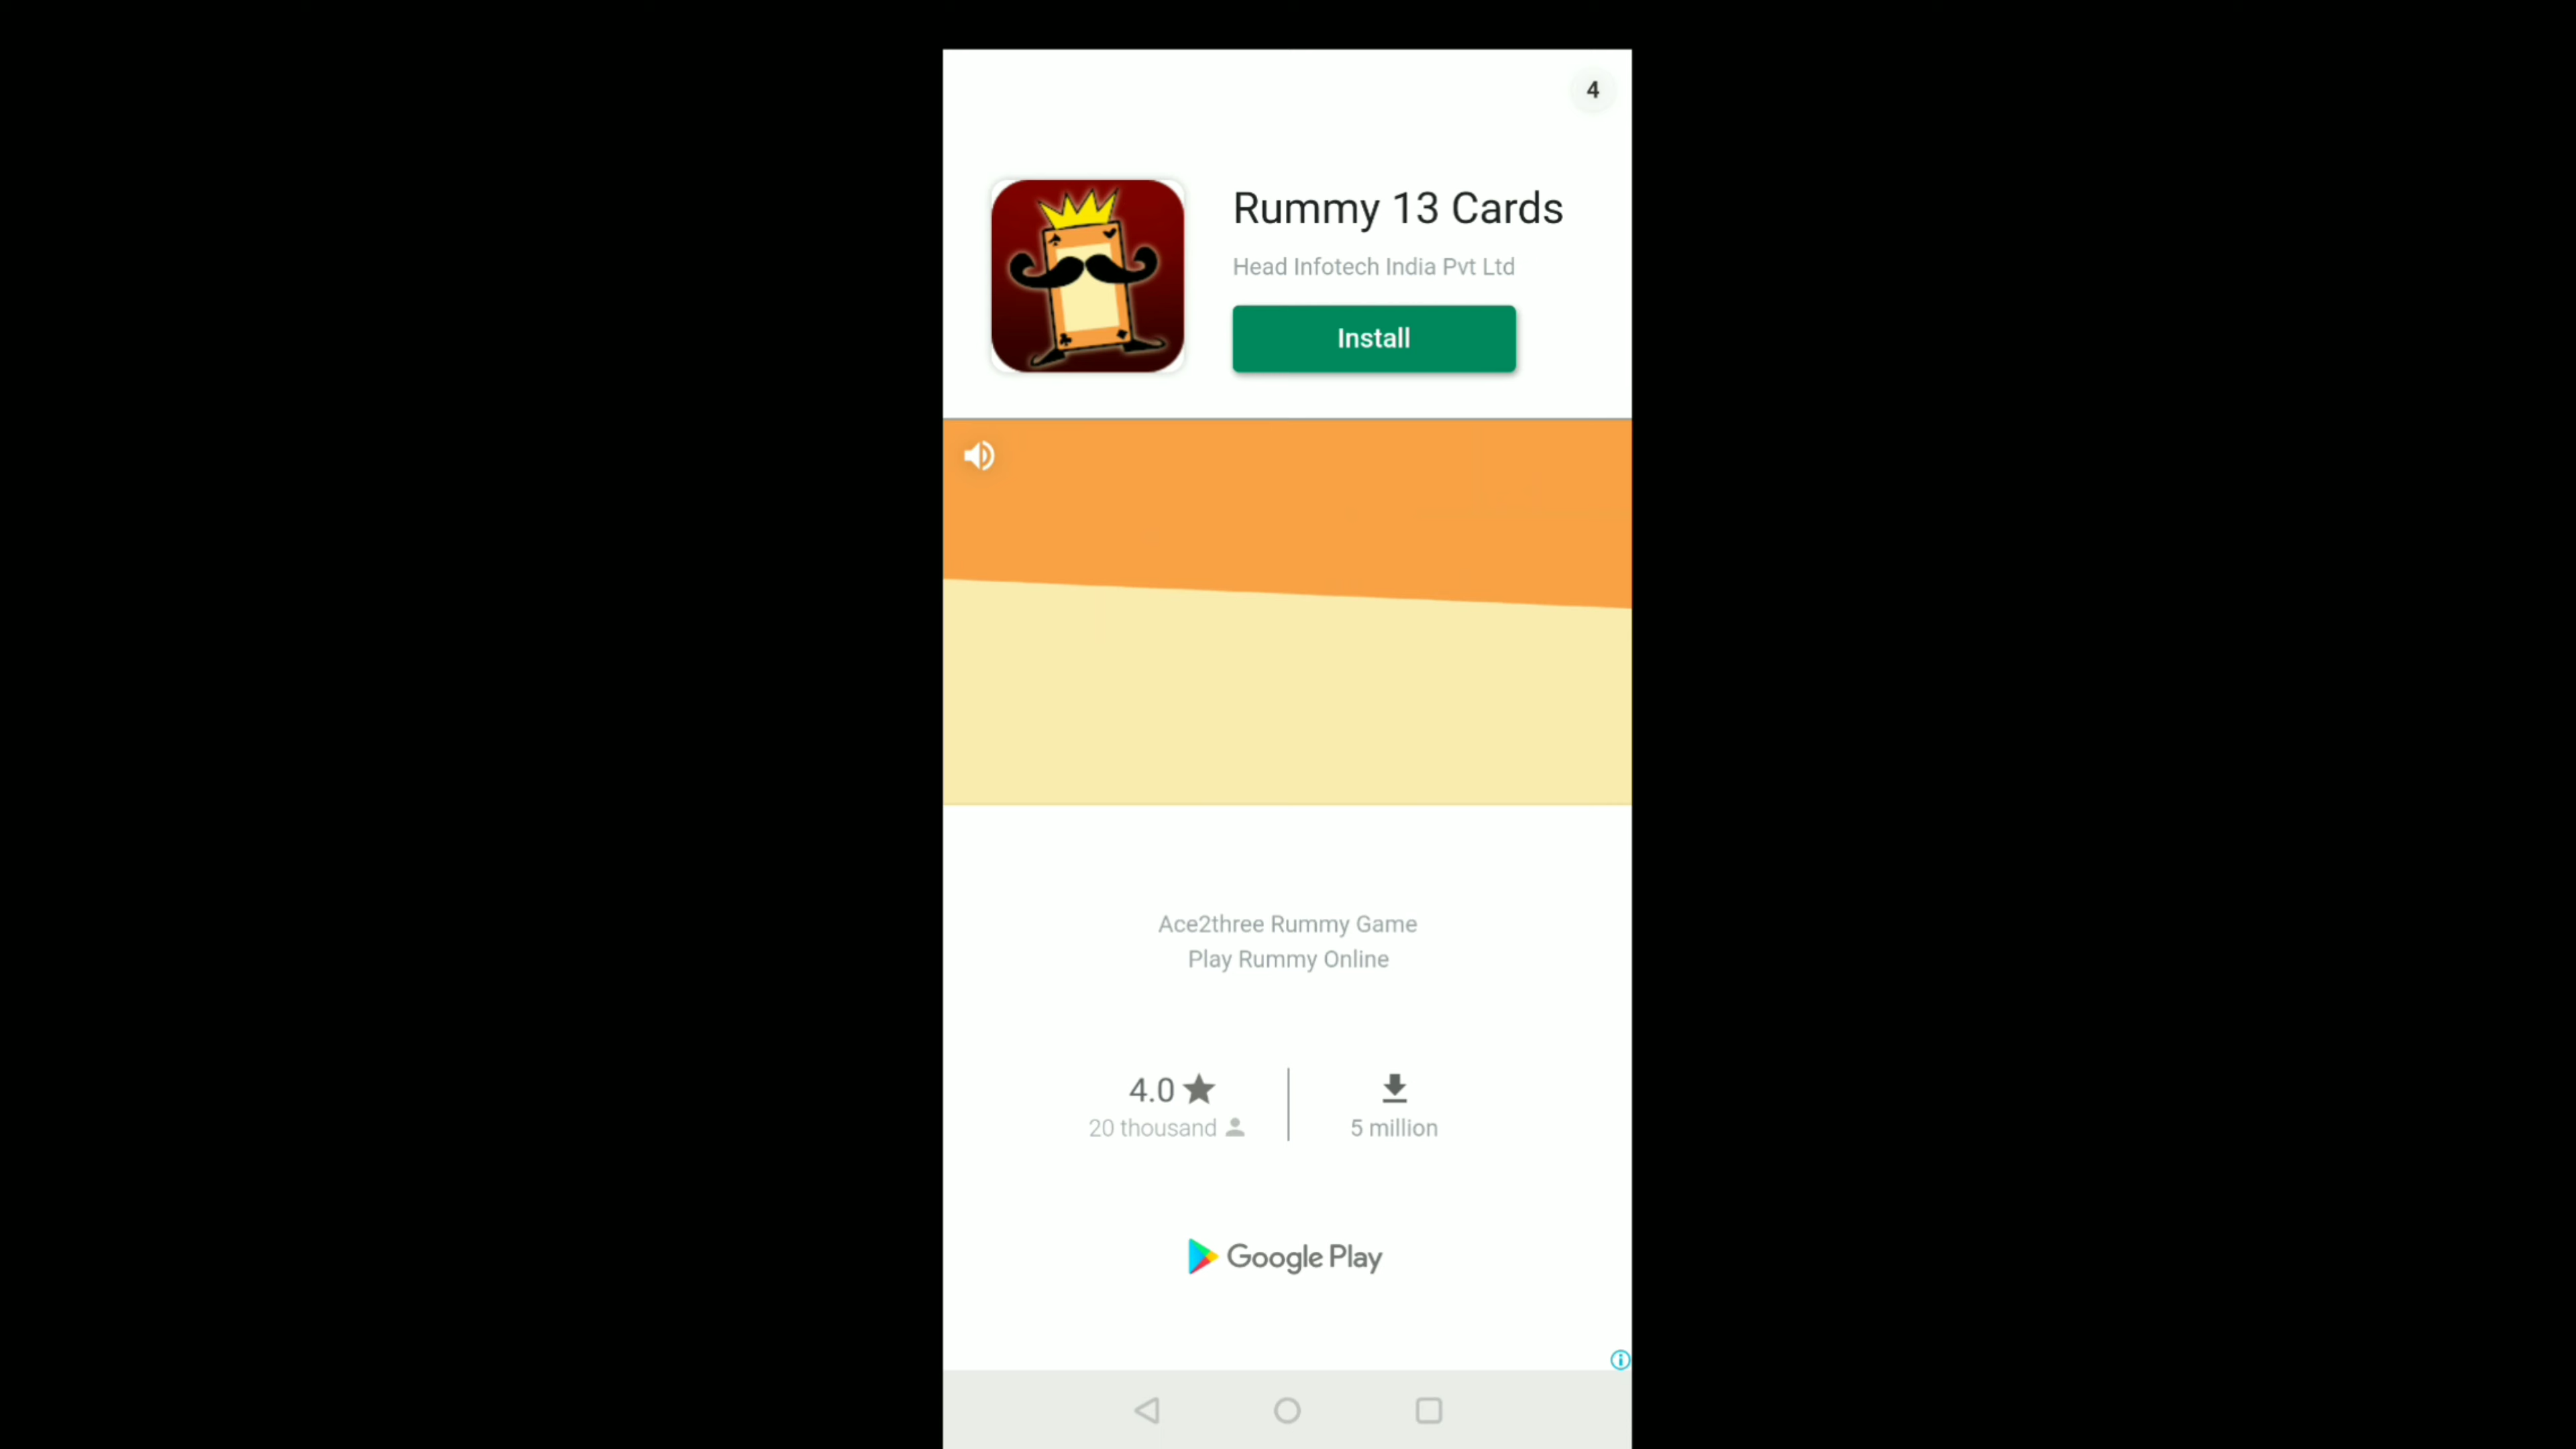 4
Rummy 13 Cards
Head Infotech India Pvt Ltd
Install
Ace2three Rummy Game
Play Rummy Online
4.0
20 thousand
5 million
Google Play